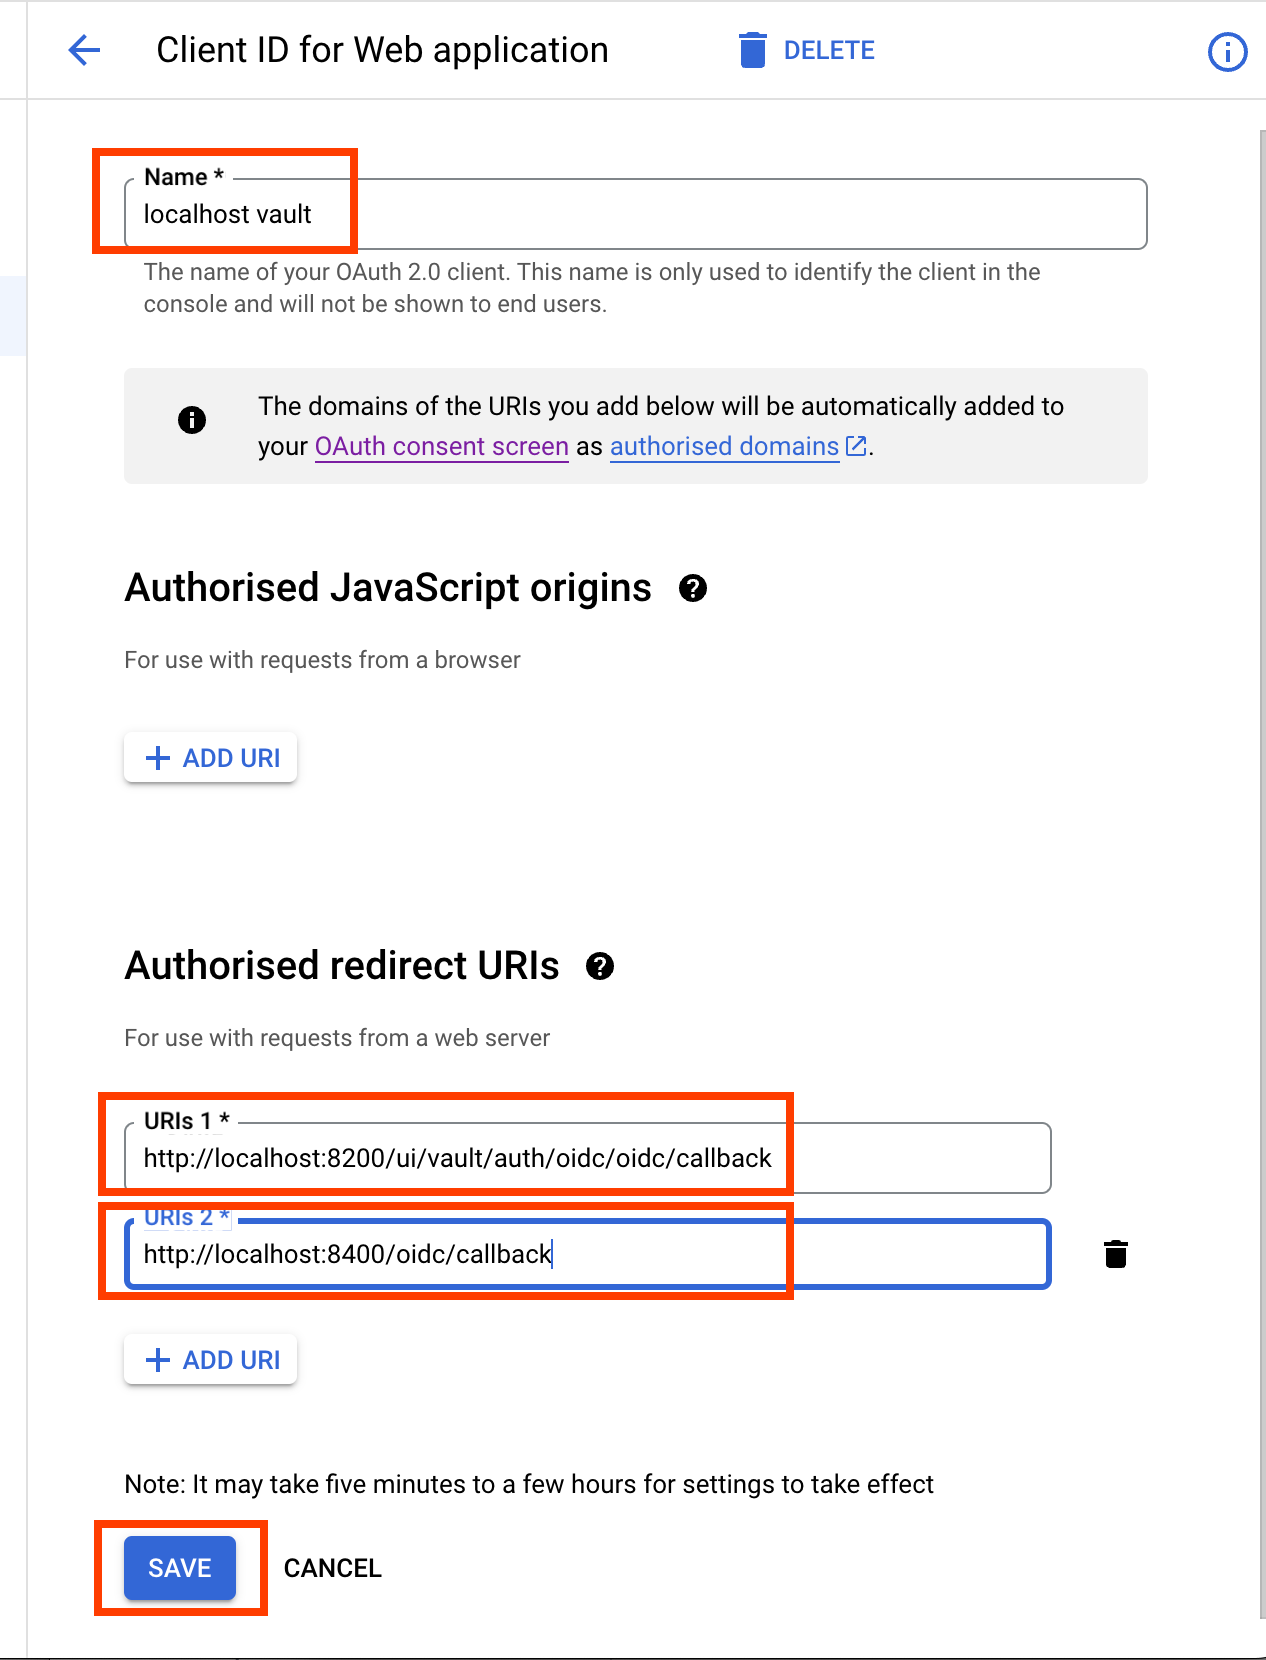 Client ID for Web application
DELETE
Name *
localhost vault
The name of your OAuth 2.0 client. This name is only used to identify the client in the
console and will not be shown to end users.
The domains of the URIs you add below will be automatically added to
your OAuth consent screen as authorised domains.
Authorised JavaScript origins
For use with requests from a browser
ADD URI
Authorised redirect URIs
For use with requests from a web server
URIs 1 *
http://localhost:8200/ui/vault/auth/oidc/oidc/callback
URIs 2 *
http://localhost:8400/oidc/callback
ADD URI
Note: It may take five minutes to a few hours for settings to take effect
SAVE
CANCEL